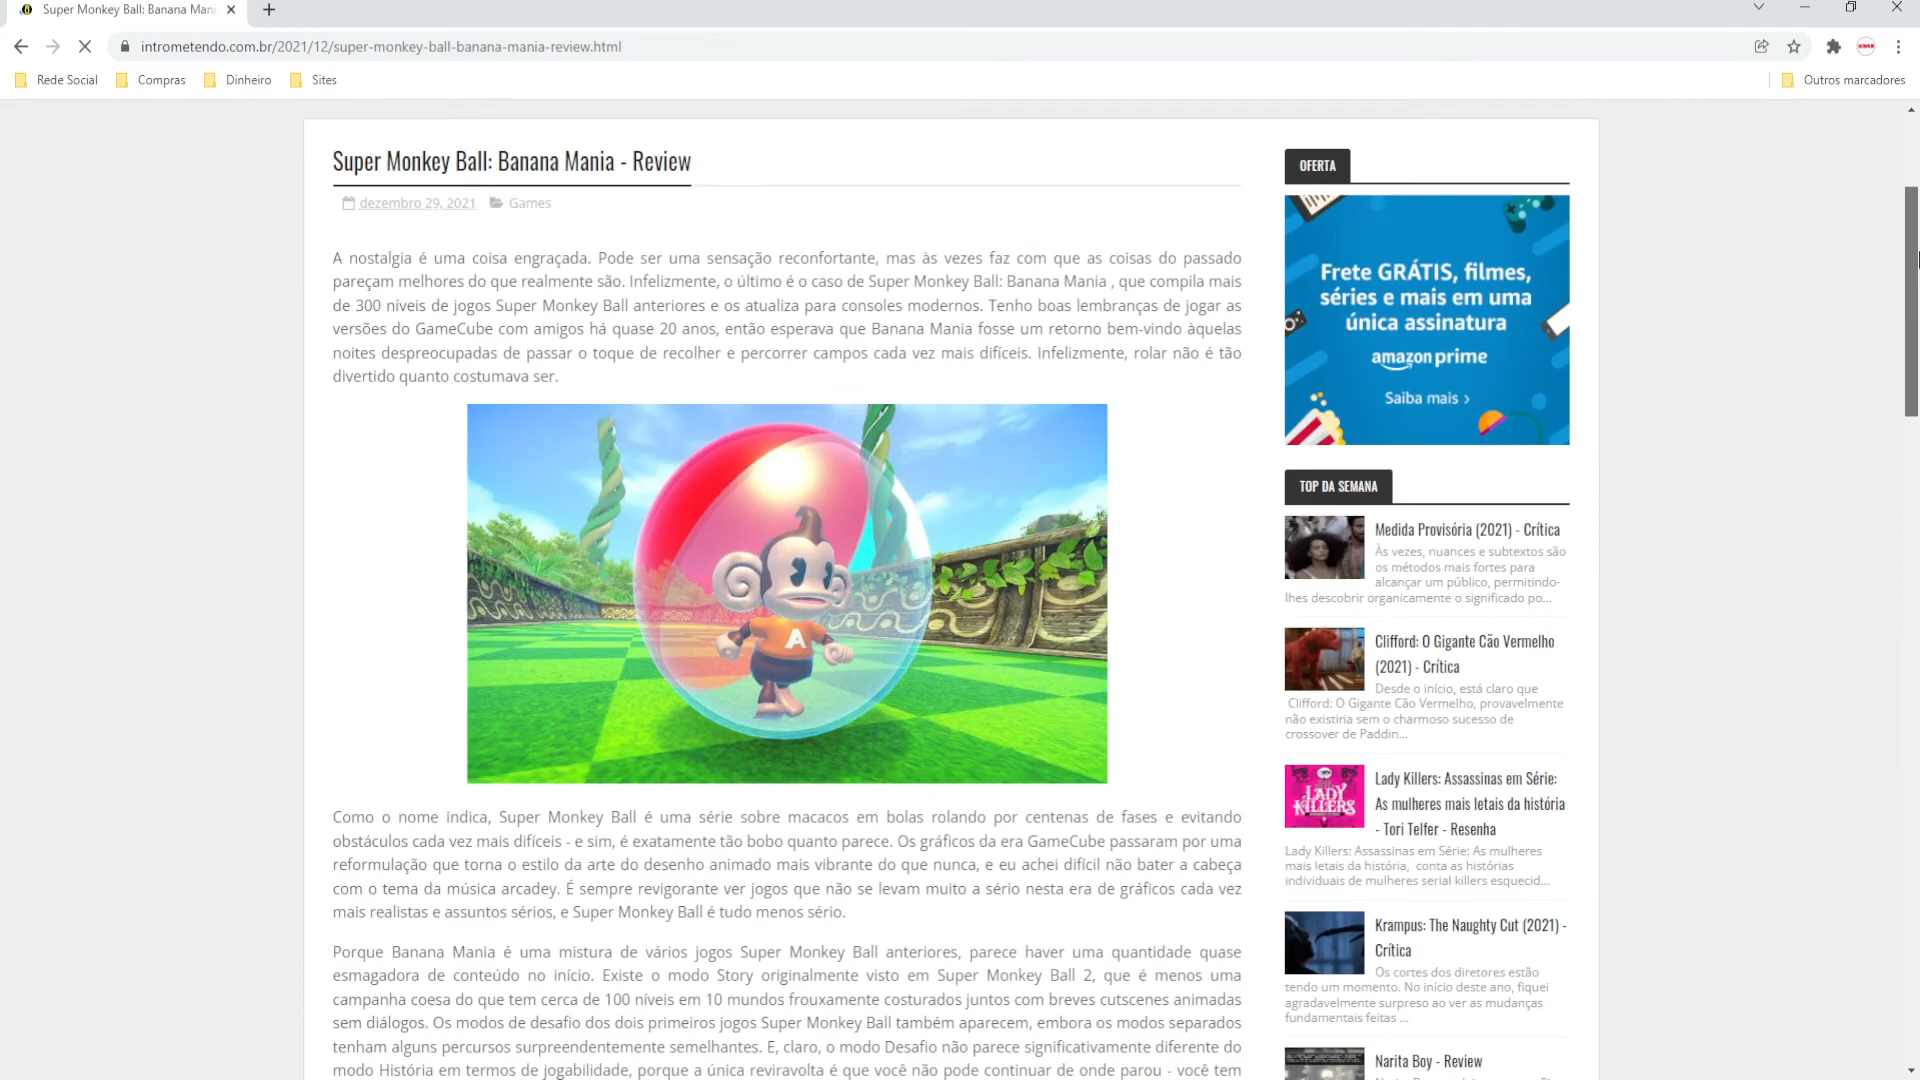 Super Monkey Ball: Banana Man
intrometendo.com.br/2021/12/super-monkey-ball-banana-mania-review.html
Rede Social
Compras
Dinheiro
Sites
Outros marcadores
Super Monkey Ball: Banana Mania - Review
dezembro 29, 2021
Games
A nostalgia é uma coisa engraçada. Pode ser uma sensação reconfortante, mas às vezes faz com que as coisas do passado
pareçam melhores do que realmente são. Infelizmente, o último é o caso de Super Monkey Ball: Banana Mania , que compila mais
de 300 níveis de jogos Super Monkey Ball anteriores e os atualiza para consoles modernos. Tenho boas lembranças de jogar as
versões do GameCube com amigos há quase 20 anos, então esperava que Banana Mania fosse um retorno bem-vindo àquelas
noites despreocupadas de passar o toque de recolher e percorrer campos cada vez mais difíceis. Infelizmente, rolar não é tão
divertido quanto costumava ser.
A
Como o nome indica, Super Monkey Ball é uma série sobre macacos em bolas rolando por centenas de fases e evitando
obstáculos cada vez mais difíceis - e sim, é exatamente tão bobo quanto parece. Os gráficos da era GameCube passaram por uma
reformulação que torna o estilo da arte do desenho animado mais vibrante do que nunca, e eu achei difícil não bater a cabeça
com o tema da música arcadey. É sempre revigorante ver jogos que não se levam muito a sério nesta era de gráficos cada vez
mais realistas e assuntos sérios, e Super Monkey Ball é tudo menos sério.
Porque Banana Mania é uma mistura de vários jogos Super Monkey Ball anteriores, parece haver uma quantidade quase
esmagadora de conteúdo no início. Existe o modo Story originalmente visto em Super Monkey Ball 2, que é menos uma
campanha coesa do que tem cerca de 100 níveis em 10 mundos frouxamente costurados juntos com breves cutscenes animadas
sem diálogos. Os modos de desafio dos dois primeiros jogos Super Monkey Ball também aparecem, embora os modos separados
tenham alguns percursos surpreendentemente semelhantes. E, claro, o modo Desafio não parece significativamente diferente do
modo História em termos de jogabilidade, porque a única reviravolta é que você não pode continuar de onde parou - você tem
OFERTA
Frete GRÁTIS, filmes,
séries e mais em uma
única assinatura
amazon prime
Saiba mais >
TOP DA SEMANA
Medida Provisória (2021) - Crítica
Às vezes, nuances e subtextos são
os métodos mais fortes para
alcançar um público, permitindo-
lhes descobrir organicamente o significado po...
Clifford: O Gigante Cão Vermelho
(2021) - Crítica
Desde o início, está claro que
Clifford: O Gigante Cão Vermelho, provavelmente
não existiria sem o charmoso sucesso de
crossover de Paddin...
LADY
KILLERS
Lady Killers: Assassinas em Série:
As mulheres mais letais da história
- Tori Telfer - Resenha
Lady Killers: Assassinas em Série: As mulheres
mais letais da história, conta as histórias
individuais de mulheres serial killers esquecid...
Krampus: The Naughty Cut (2021) -
Crítica
Os cortes dos diretores estão
tendo um momento. No início deste ano, fiquei
agradavelmente surpreso ao ver as mudanças
fundamentais feitas ...
Narita Boy - Review